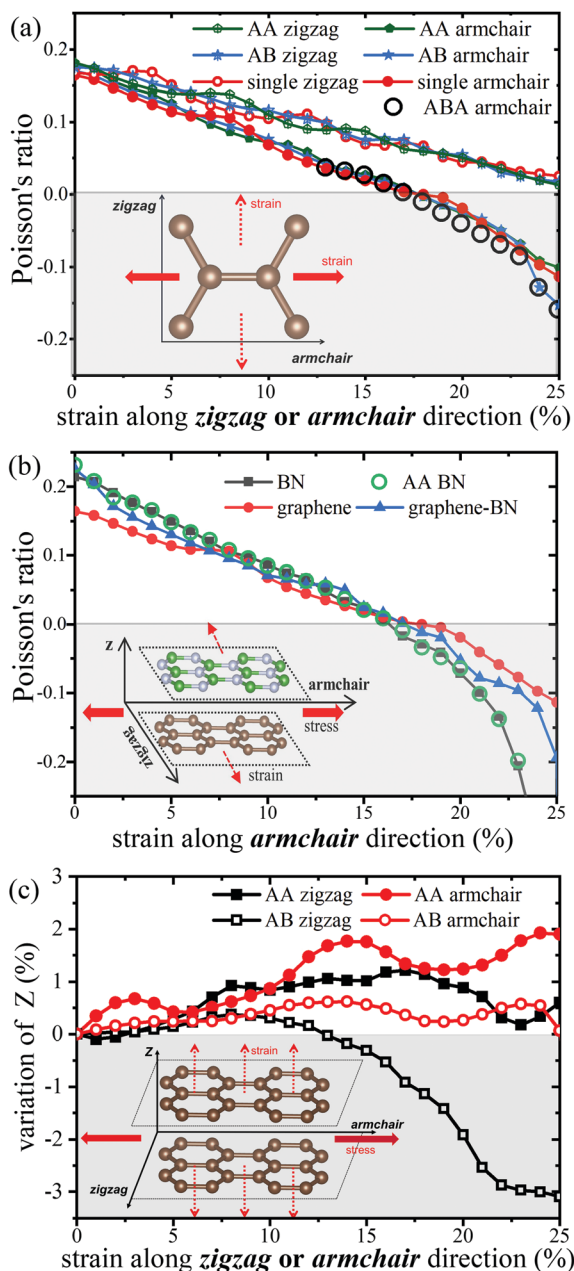 (a)
AA zigzag
AA armchair
AB zigzag
AB armchair
single zigzag
single armchair
ABA armchair
0.2
0.1
0.0
-0.1
-0.2
Poisson's ratio
zigzag
strain
strain
armchair
0 5 10 15 20 25
strain along zigzag or armchair direction (%)
(b)
BN
AA BN
graphene
graphene-BN
0.2
0.1
0.0
-0.1
-0.2
Poisson's ratio
z
armchair
stress
zigzag
strain
0 5 10 15 20 25
strain along armchair direction (%)
(c)
AA zigzag
AA armchair
AB zigzag
AB armchair
3
2
1
0
-1
-2
-3
variation of Z (%)
z
strain
armchair
stress
zigzag
0 5 10 15 20 25
strain along zigzag or armchair direction (%)